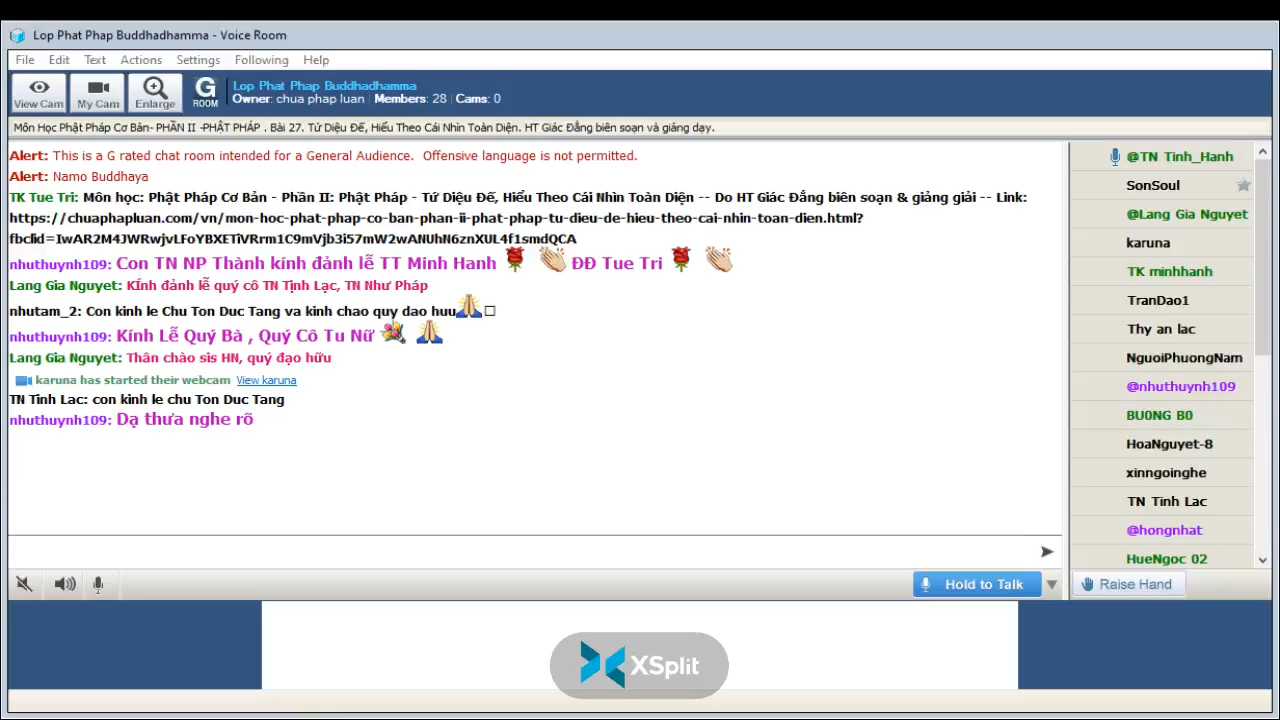 Lop Phat Phap Buddhadhamma - Voice Room
File Edit Text Actions Settings Following Help
View Cam My Cam Enlarge G ROOM
Lop Phat Phap Buddhadhamma
Owner: chua phap luan Members: 28 Cams: 0
Môn Học Phật Pháp Cơ Bản- PHẦN II -PHẬT PHÁP . Bài 27. Tứ Diệu Đế, Hiểu Theo Cái Nhìn Toàn Diện. HT Giác Đẳng biên soạn và giảng dạy.
Alert: This is a G rated chat room intended for a General Audience. Offensive language is not permitted.
Alert: Namo Buddhaya
TK Tue Tri: Môn học: Phật Pháp Cơ Bản - Phần II: Phật Pháp - Tứ Diệu Đế, Hiểu Theo Cái Nhìn Toàn Diện -- Do HT Giác Đẳng biên soạn & giảng giải -- Link:
https://chuaphapluan.com/vn/mon-hoc-phat-phap-co-ban-phan-ii-phat-phap-tu-dieu-de-hieu-theo-cai-nhin-toan-dien.html?
fbclid=IwAR2M4JWRwjvLFoYBXETiVRrm1C9mVjb3i57mW2wANUhN6znXUL4f1smdQCA
nhuthuynh109: Con TN NP Thành kính đảnh lễ TT Minh Hanh ĐĐ Tue Tri
Lang Gia Nguyet: Kính đảnh lễ quý cô TN Tịnh Lạc, TN Như Pháp
nhutam_2: Con kinh le Chu Ton Duc Tang va kinh chao quy dao huu
nhuthuynh109: Kính Lễ Quý Bà , Quý Cô Tu Nữ
Lang Gia Nguyet: Thân chào sis HN, quý đạo hữu
karuna has started their webcam View karuna
TN Tinh Lac: con kinh le chu Ton Duc Tang
nhuthuynh109: Dạ thưa nghe rõ
@TN Tinh_Hanh
SonSoul
@Lang Gia Nguyet
karuna
TK minhhanh
TranDao1
Thy an lac
NguoiPhuongNam
@nhuthuynh109
BU0NG B0
HoaNguyet-8
xinngoinghe
TN Tinh Lac
@hongnhat
HueNgoc 02
Hold to Talk
Raise Hand
XSplit